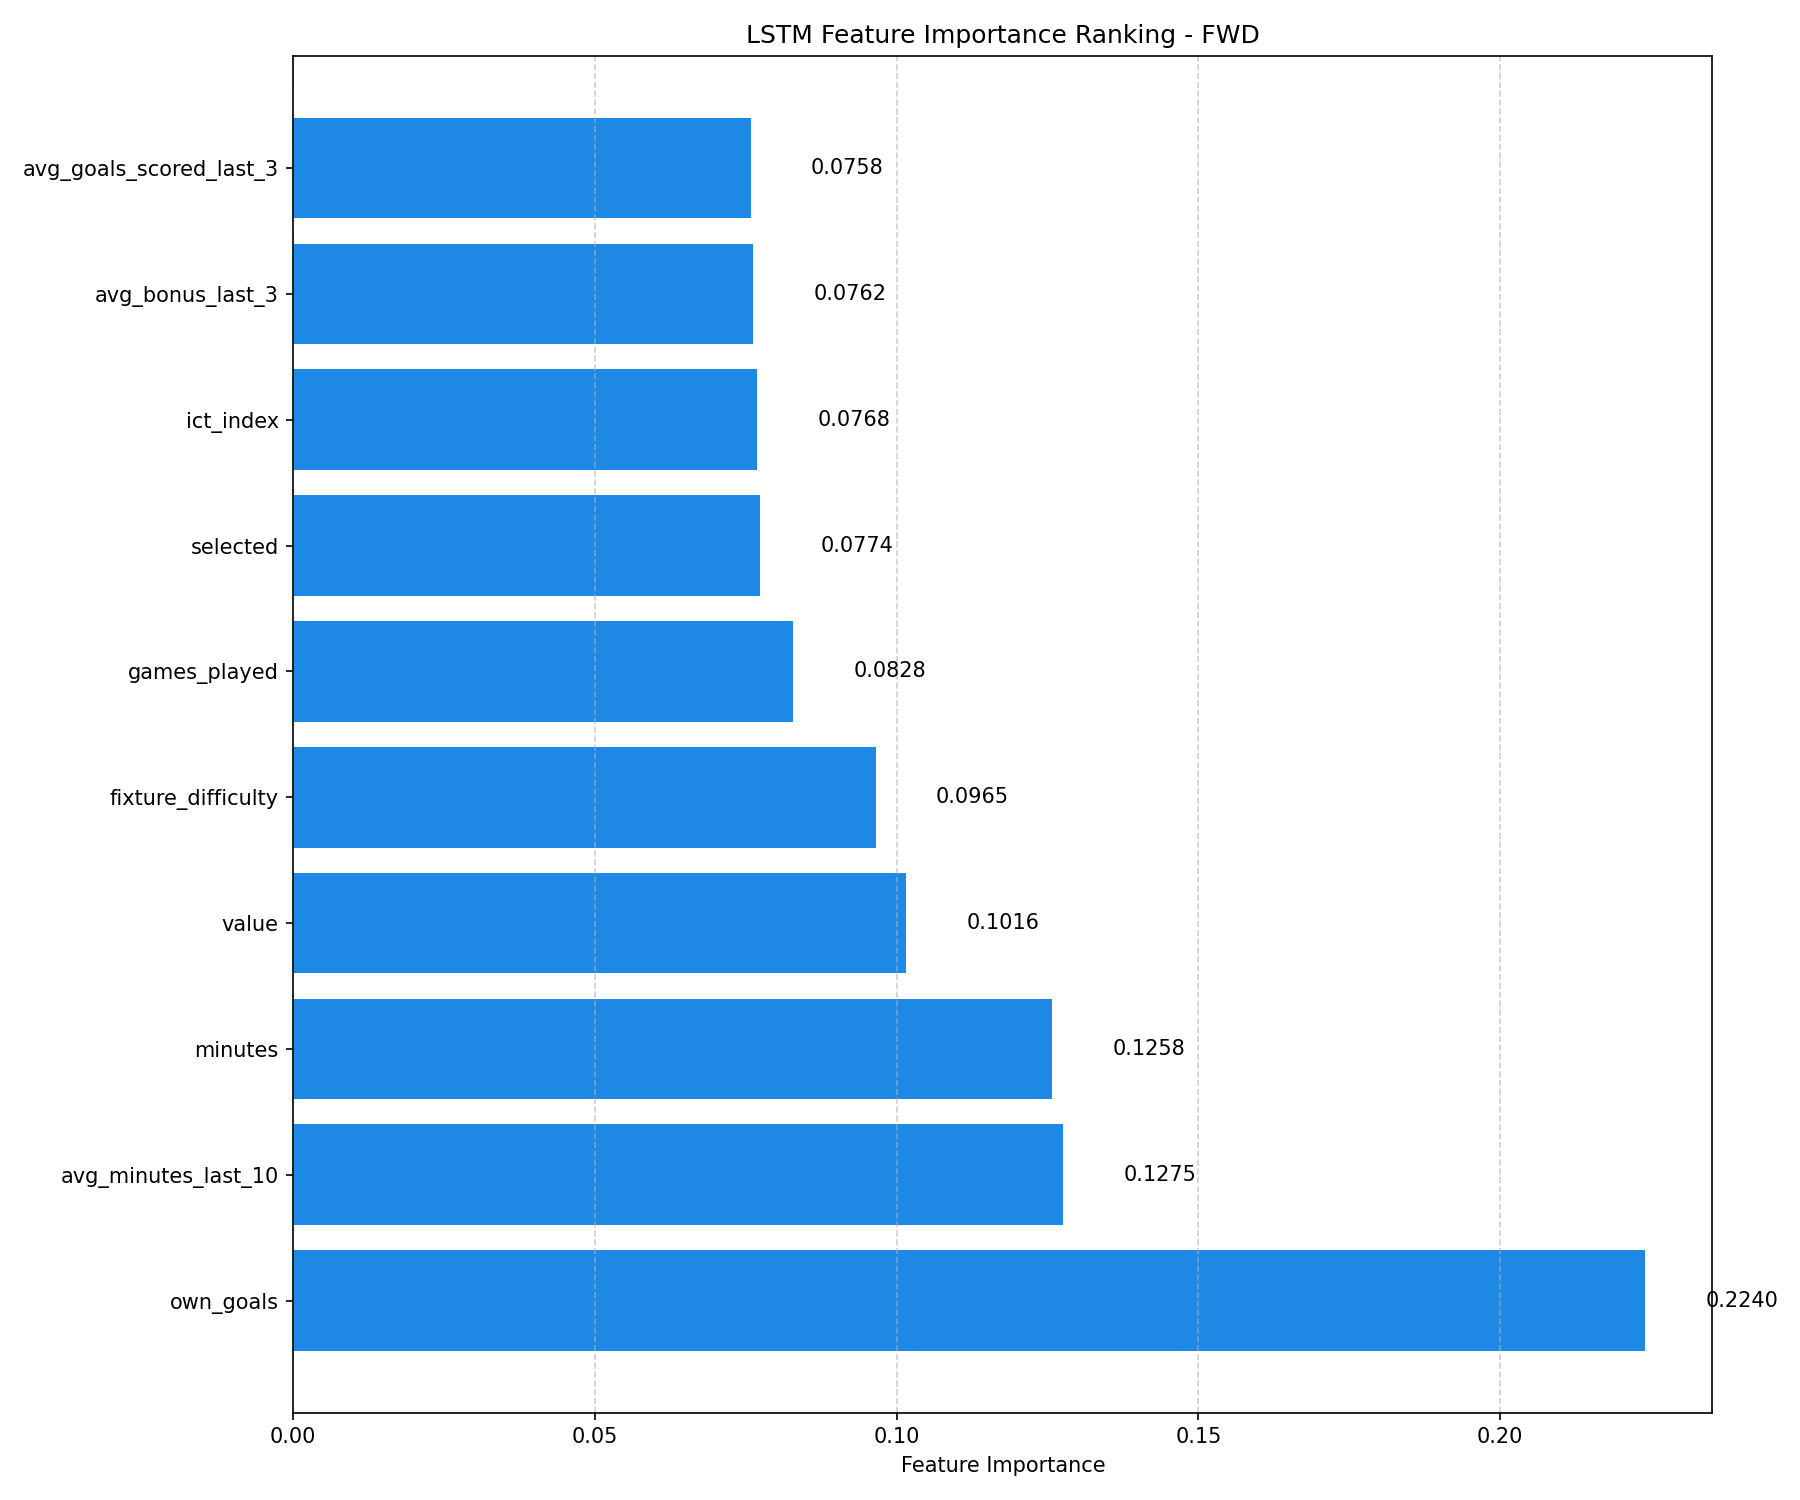 LSTM Feature Importance Ranking - FWD
avg_goals_scored_last_3 0.0758
avg_bonus_last_3 0.0762
ict_index 0.0768
selected 0.0774
games_played 0.0828
fixture_difficulty 0.0965
value 0.1016
minutes 0.1258
avg_minutes_last_10 0.1275
own_goals 0.2240
0.00 0.05 0.10 0.15 0.20
Feature Importance